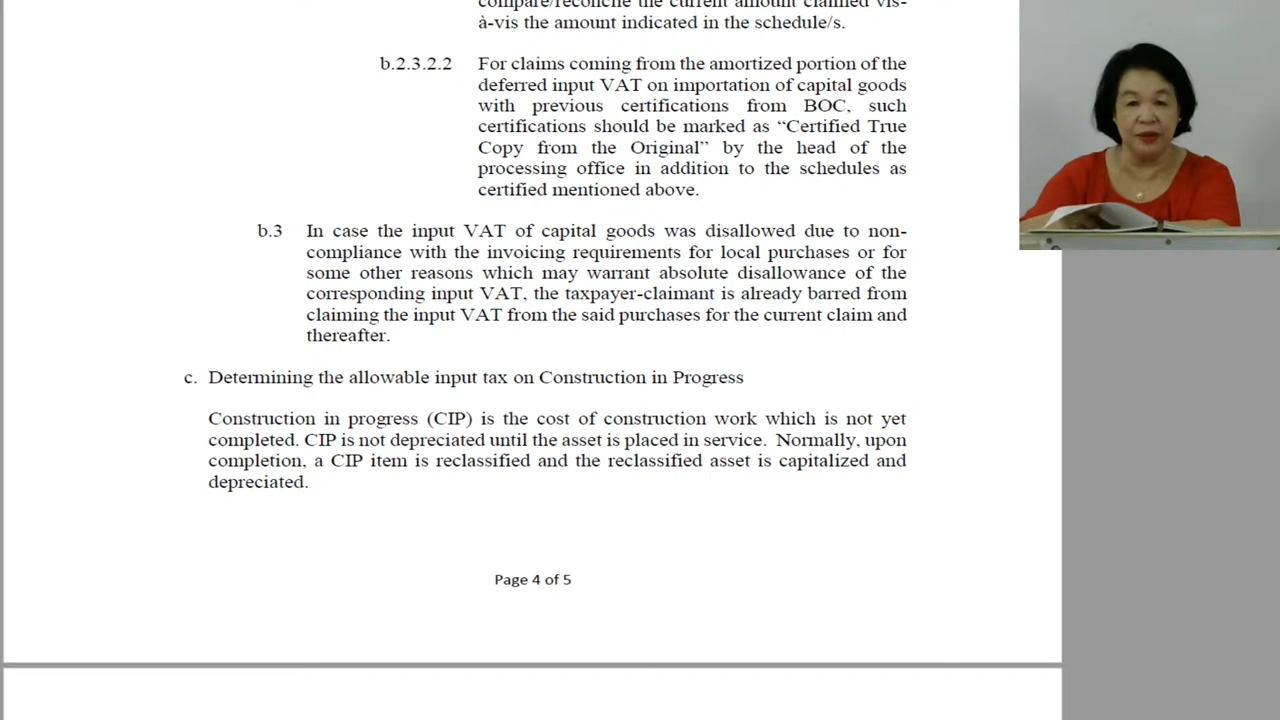 compare/reconcile the current amount claimed vis-
à-vis the amount indicated in the schedule/s.
b.2.3.2.2 For claims coming from the amortized portion of the
deferred input VAT on importation of capital goods
with previous certifications from BOC, such
certifications should be marked as “Certified True
Copy from the Original” by the head of the
processing office in addition to the schedules as
certified mentioned above.
b.3 In case the input VAT of capital goods was disallowed due to non-
compliance with the invoicing requirements for local purchases or for
some other reasons which may warrant absolute disallowance of the
corresponding input VAT, the taxpayer-claimant is already barred from
claiming the input VAT from the said purchases for the current claim and
thereafter.
c. Determining the allowable input tax on Construction in Progress
Construction in progress (CIP) is the cost of construction work which is not yet
completed. CIP is not depreciated until the asset is placed in service. Normally, upon
completion, a CIP item is reclassified and the reclassified asset is capitalized and
depreciated.
Page 4 of 5